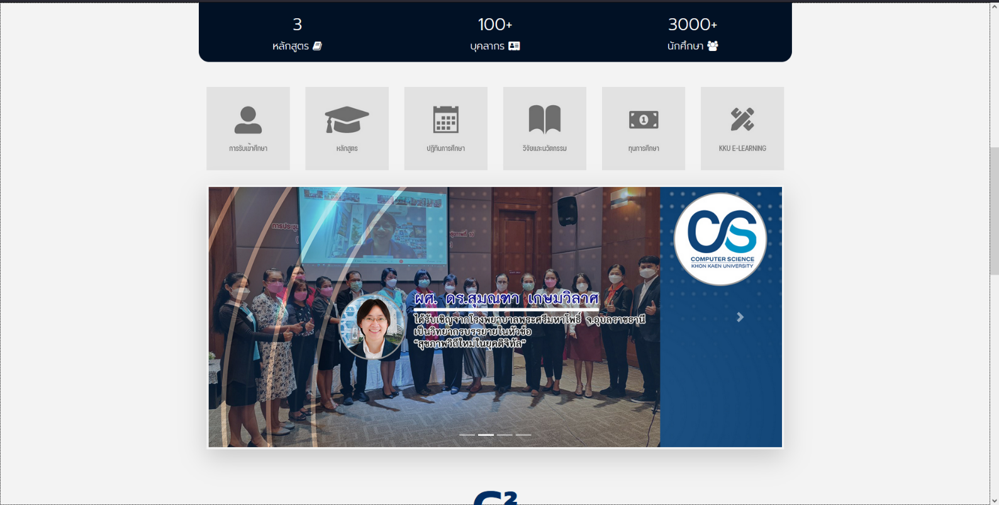 3
100+
3000+
หลักสูตร
บุคลากร
นักศึกษา
การรับเข้าศึกษา
หลักสูตร
ปฏิทินการศึกษา
วิจัยและนวัตกรรม
ทุนการศึกษา
KKU E-LEARNING
การประชุม
CS
COMPUTER SCIENCE
KHON KAEN UNIVERSITY
ผศ. ดร.สุมณฑา เกษมวิลาศ
ได้รับเชิญจากโรงพยาบาลพระศรีมหาโพธิ์ จ.อุบลราชธานี
เป็นวิทยากรบรรยายในหัวข้อ
"สุขภาพวิถีใหม่ในยุคดิจิทัล"